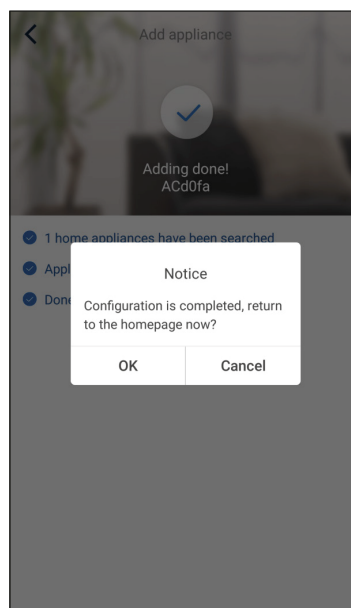 Add appliance
Adding done!
ACd0fa
1 home appliances have been searched
Appl
Done
Notice
Configuration is completed, return
to the homepage now?
OK
Cancel